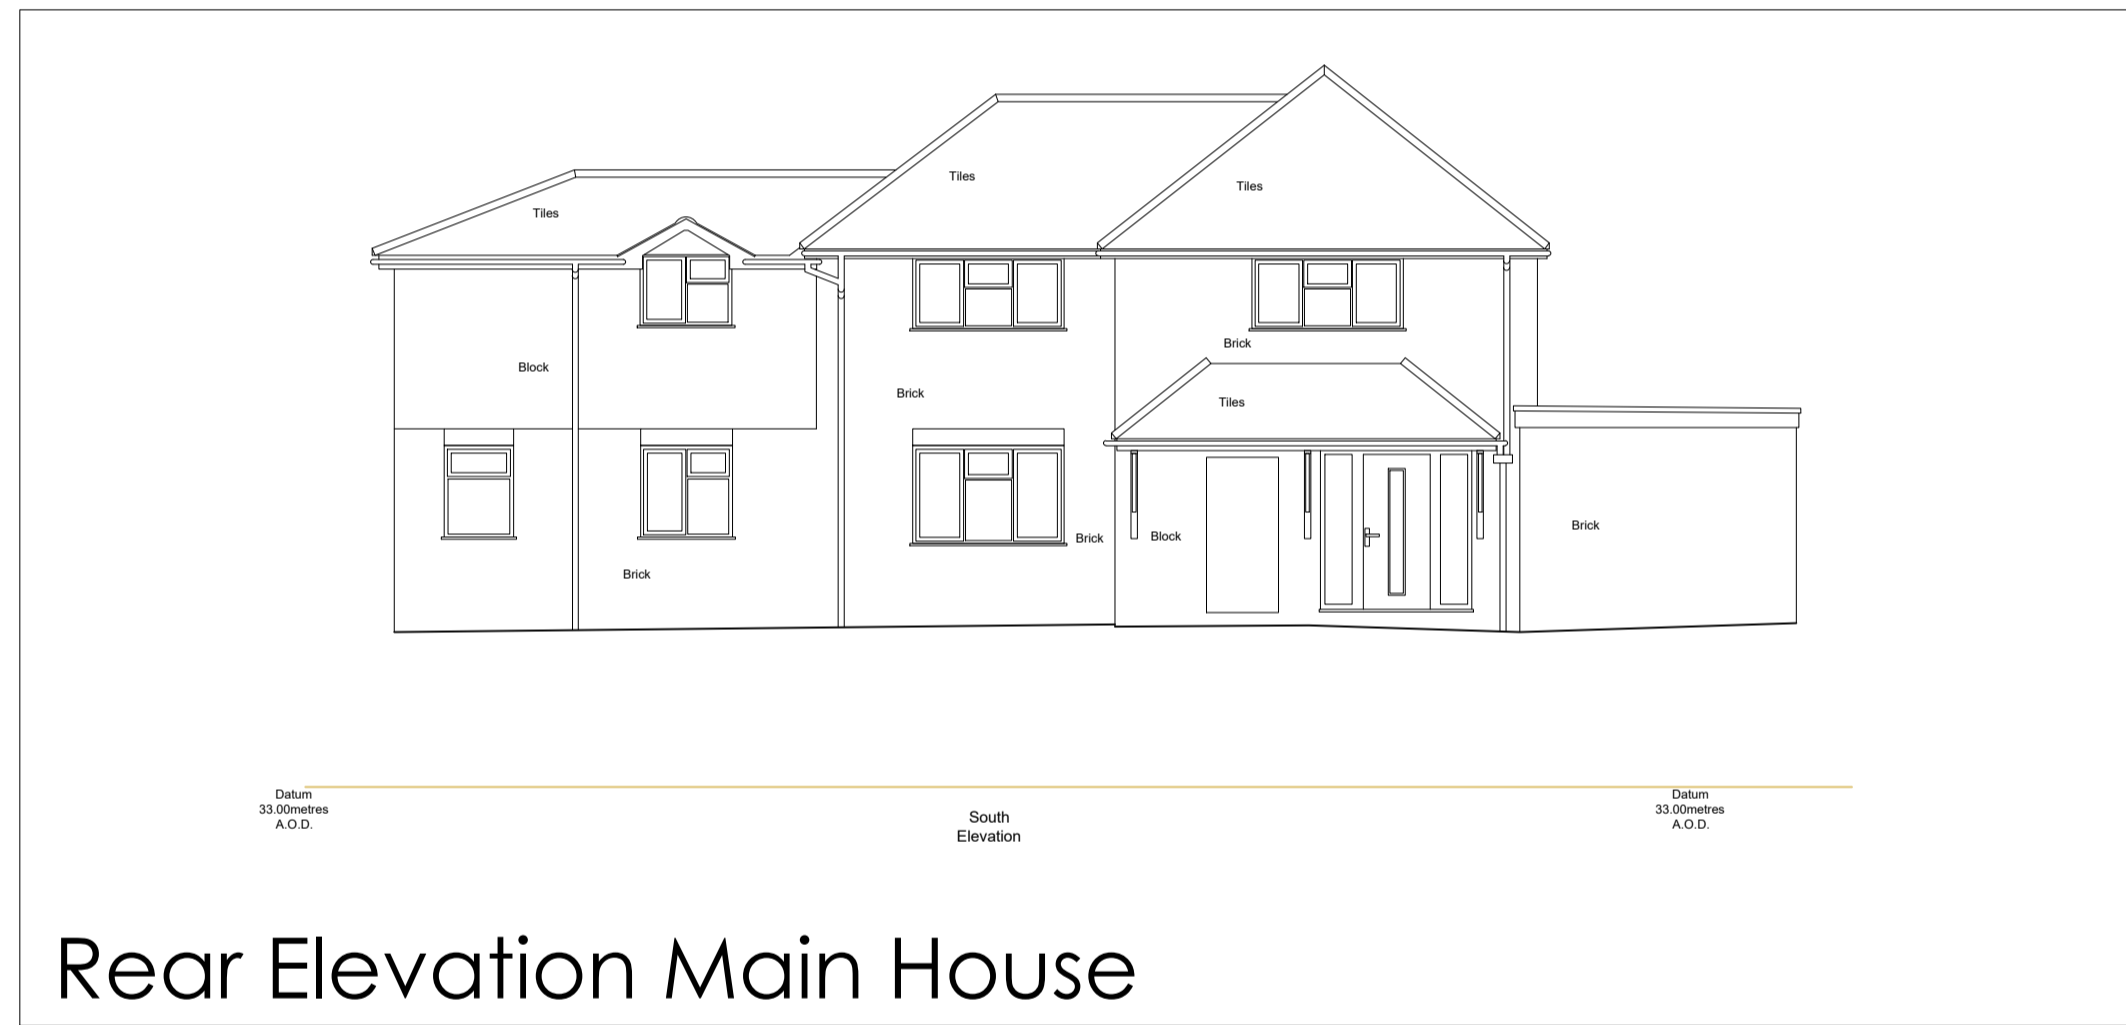 Tiles
Tiles
Tiles
Brick
Block
Brick
Tiles
Brick
Brick
Block
Brick
Brick
Datum
33.00metres
A.O.D.
South
Elevation
Datum
33.00metres
A.O.D.
Rear Elevation Main House